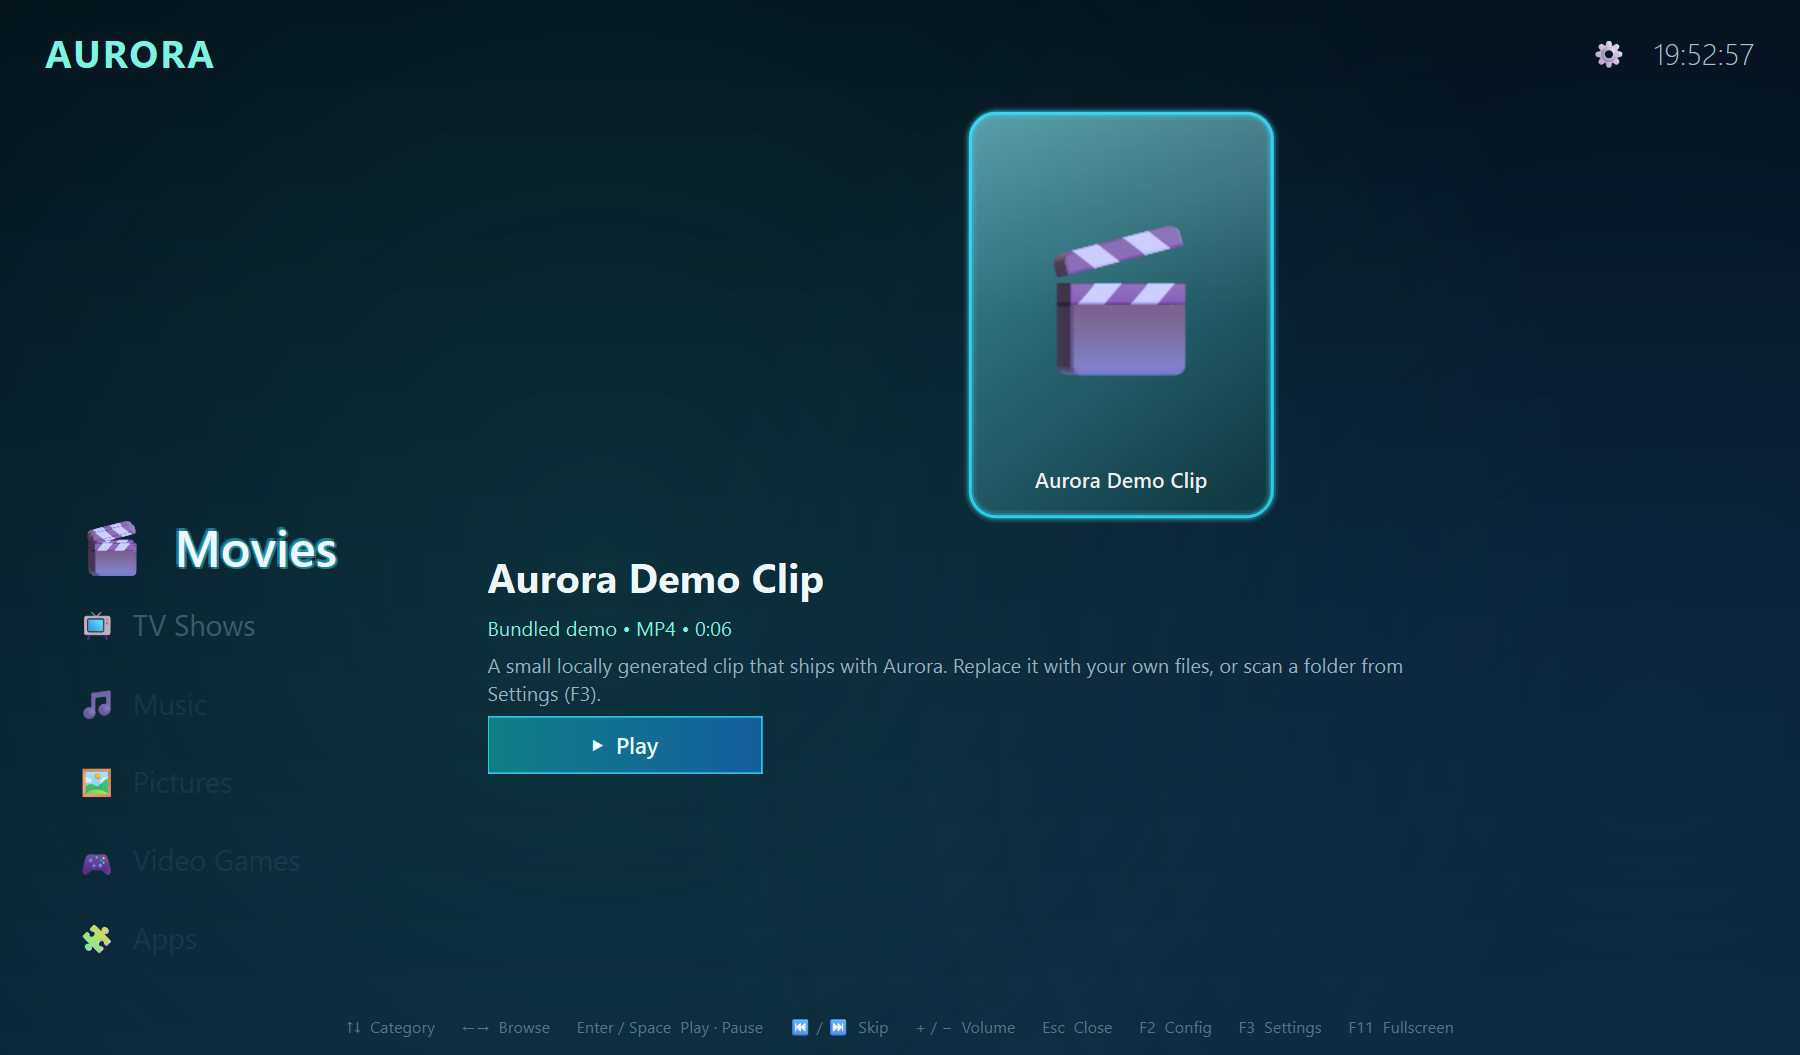 AURORA
19:52:57
Aurora Demo Clip
Movies
TV Shows
Music
Pictures
Video Games
Apps
Aurora Demo Clip
Bundled demo • MP4 • 0:06
A small locally generated clip that ships with Aurora. Replace it with your own files, or scan a folder from
Settings (F3).
Play
↑↓ Category ←→ Browse Enter / Space Play · Pause ⏮ / ⏭ Skip + / − Volume Esc Close F2 Config F3 Settings F11 Fullscreen